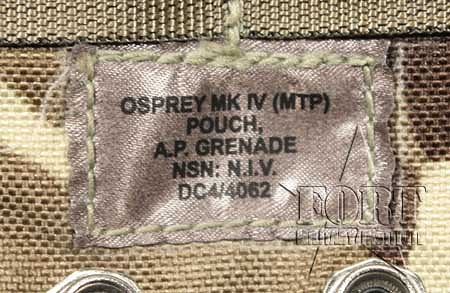 OSPREY MK IV (MTP)
POUCH,
A.P. GRENADE
NSN: N.I.V.
DC4/4062
FORT